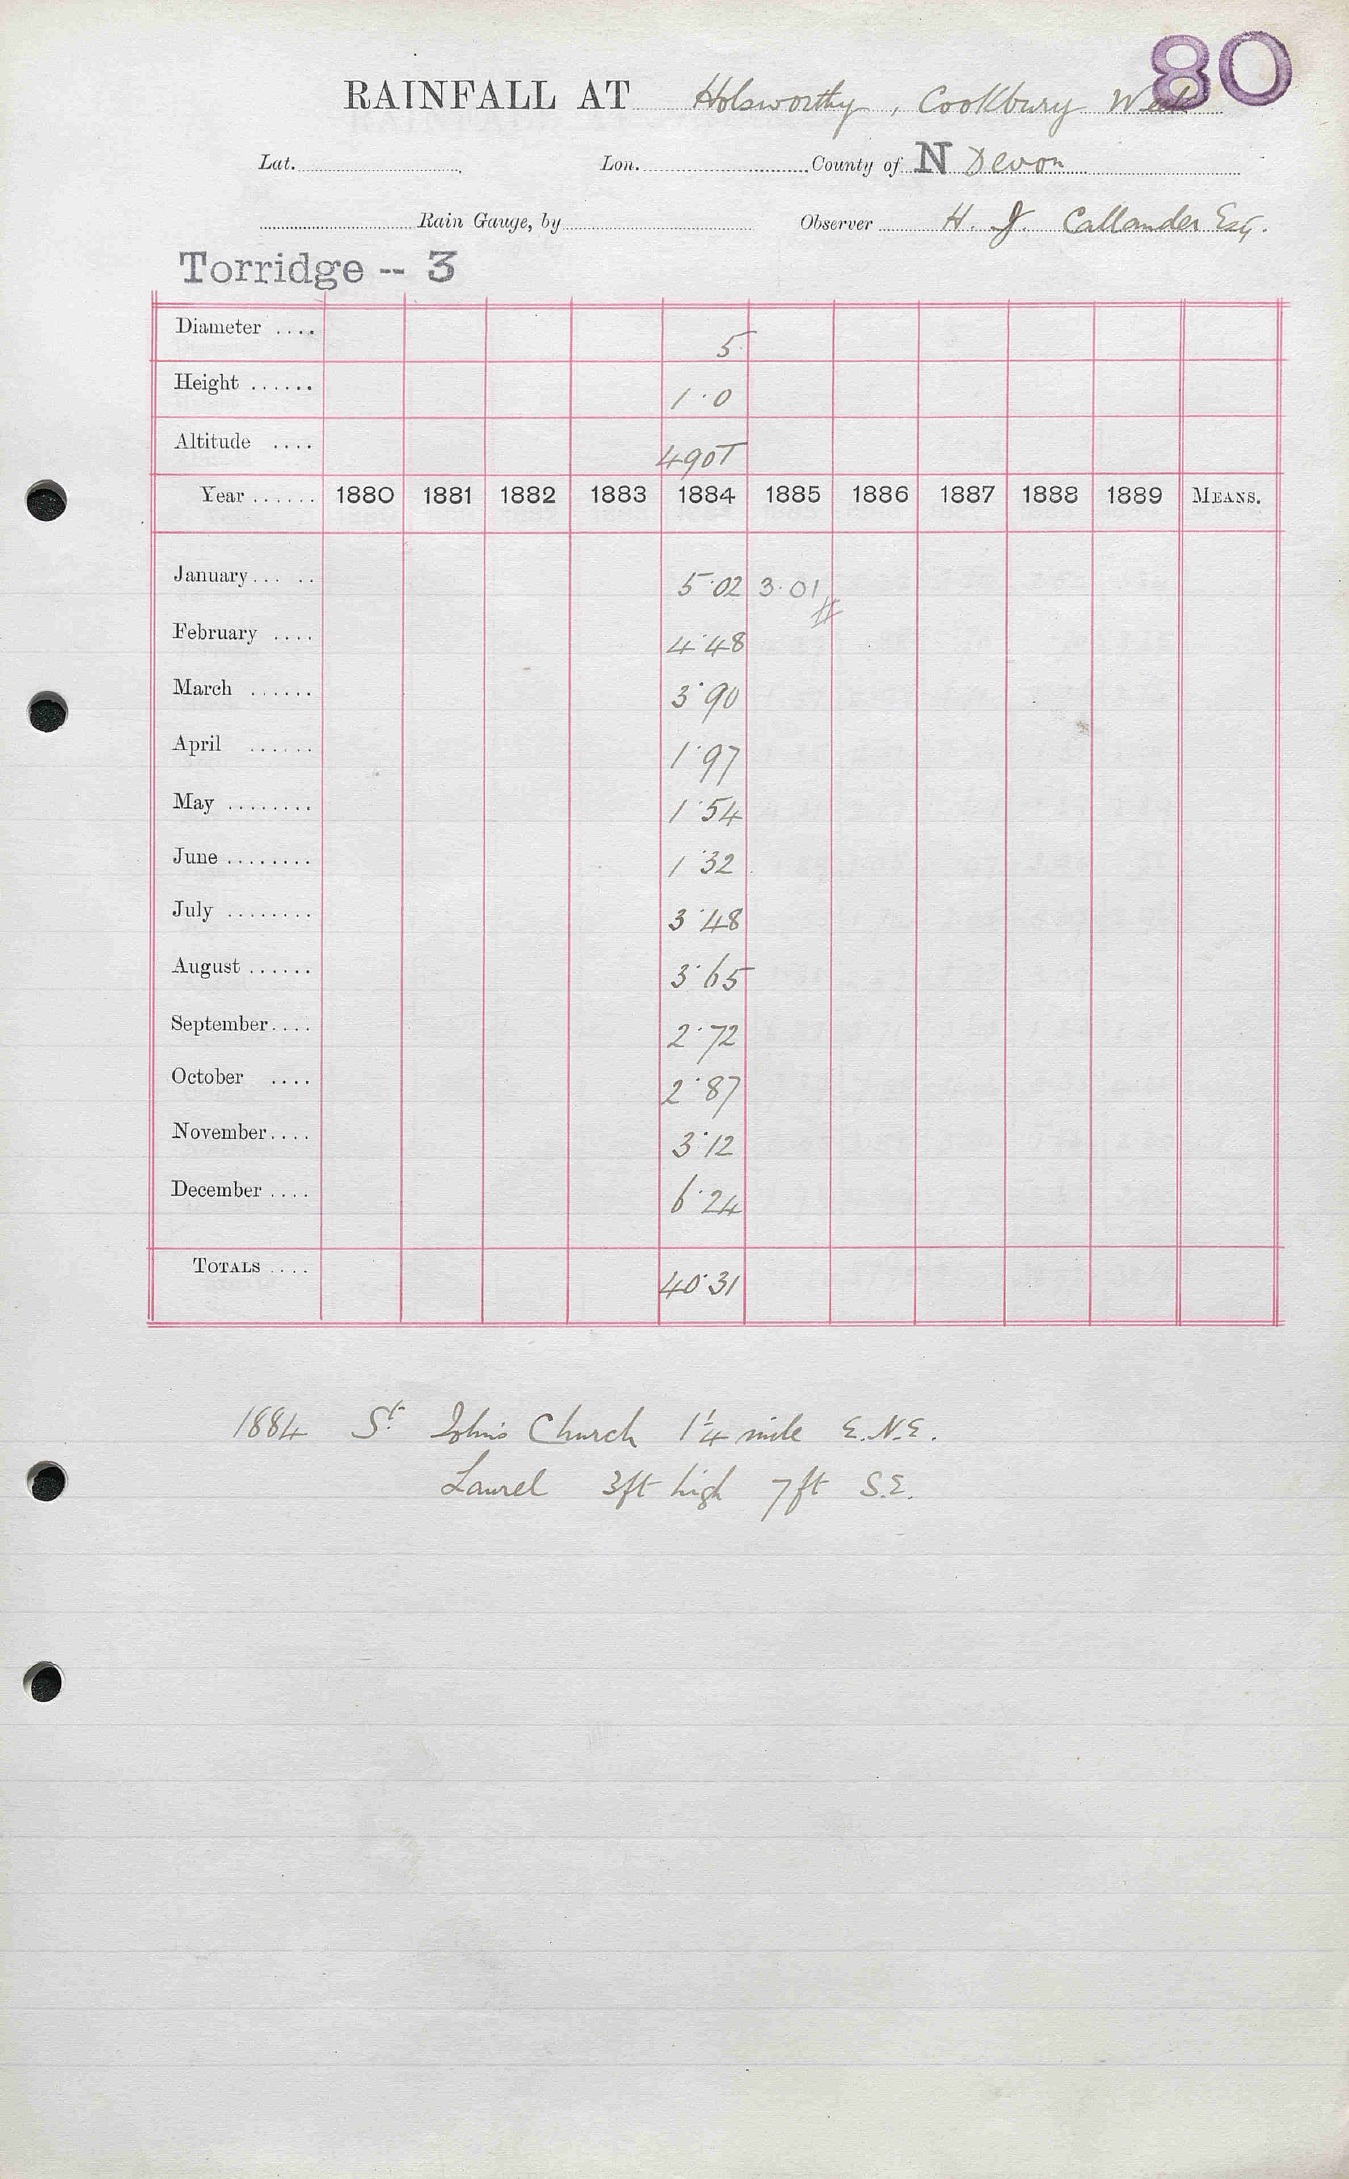 80
RAINFALL AT Holsworthy, Cookbury Week
Lat. Lon. County of N Devon
Rain Gauge, by Observer H. J. Callander Esq.
Torridge -- 3
Diameter .... 5
Height ...... 1.0
Altitude .... 490T
Year ...... 1880 1881 1882 1883 1884 1885 1886 1887 1888 1889 MEANS.
January ... .. 5.02 3.01 #
February .... 4.48
March ...... 3.90
April ...... 1.97
May ........ 1.54
June ........ 1.32
July ........ 3.48
August ...... 3.65
September.... 2.72
October .... 2.87
November.... 3.12
December .... 6.24
TOTALS .... 40.31
1884 St. John's Church 1¼ mile E.N.E.
Laurel 3ft high 7ft S.E.